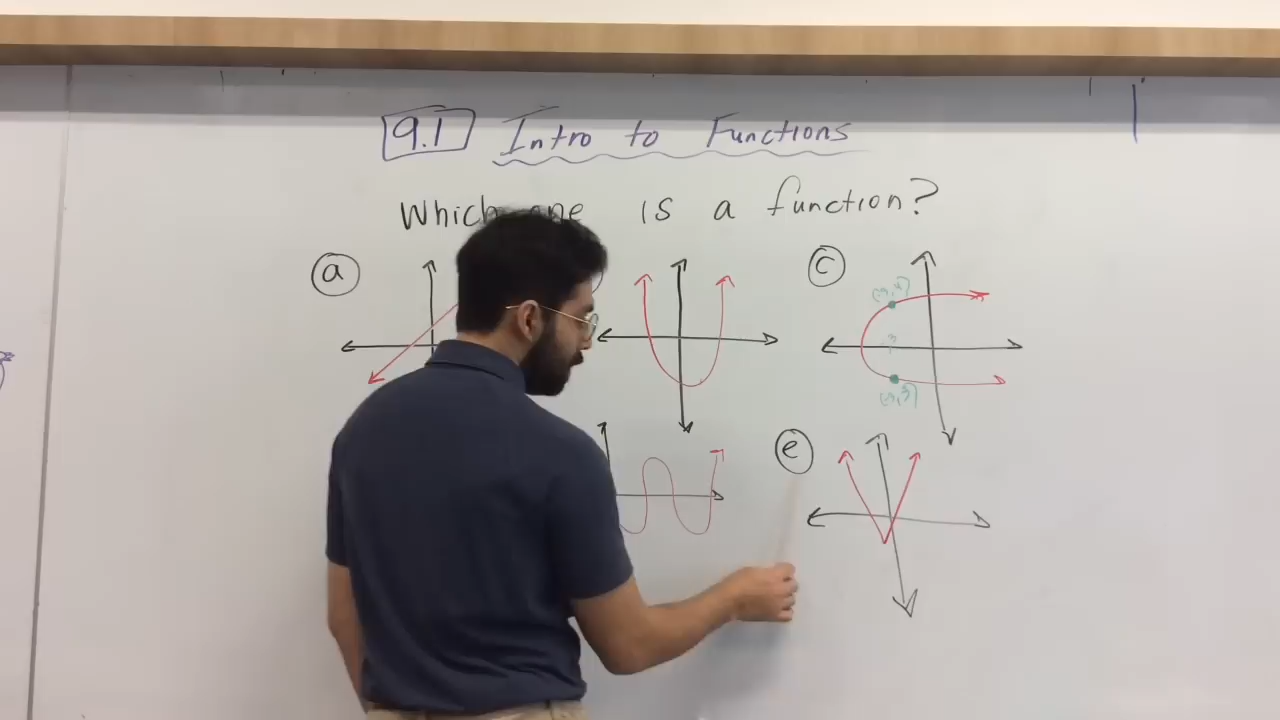 9.1 Intro to Functions
Which one is a function?
a
c
e